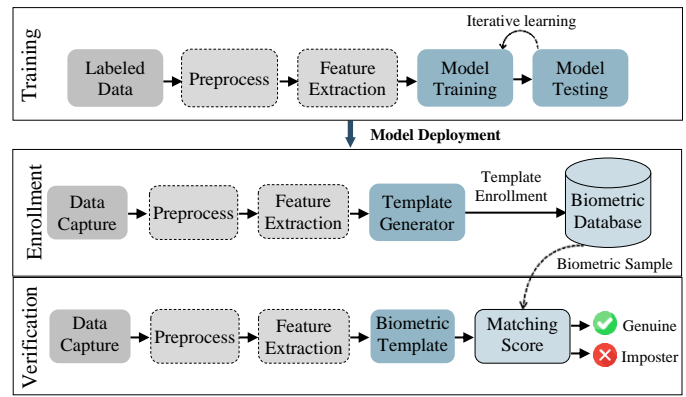 Training
Iterative learning
Labeled
Data
Preprocess
Feature
Extraction
Model
Training
Model
Testing
Model Deployment
Enrollment
Data
Capture
Preprocess
Feature
Extraction
Template
Generator
Template
Enrollment
Biometric
Database
Biometric Sample
Verification
Data
Capture
Preprocess
Feature
Extraction
Biometric
Template
Matching
Score
Genuine
Imposter